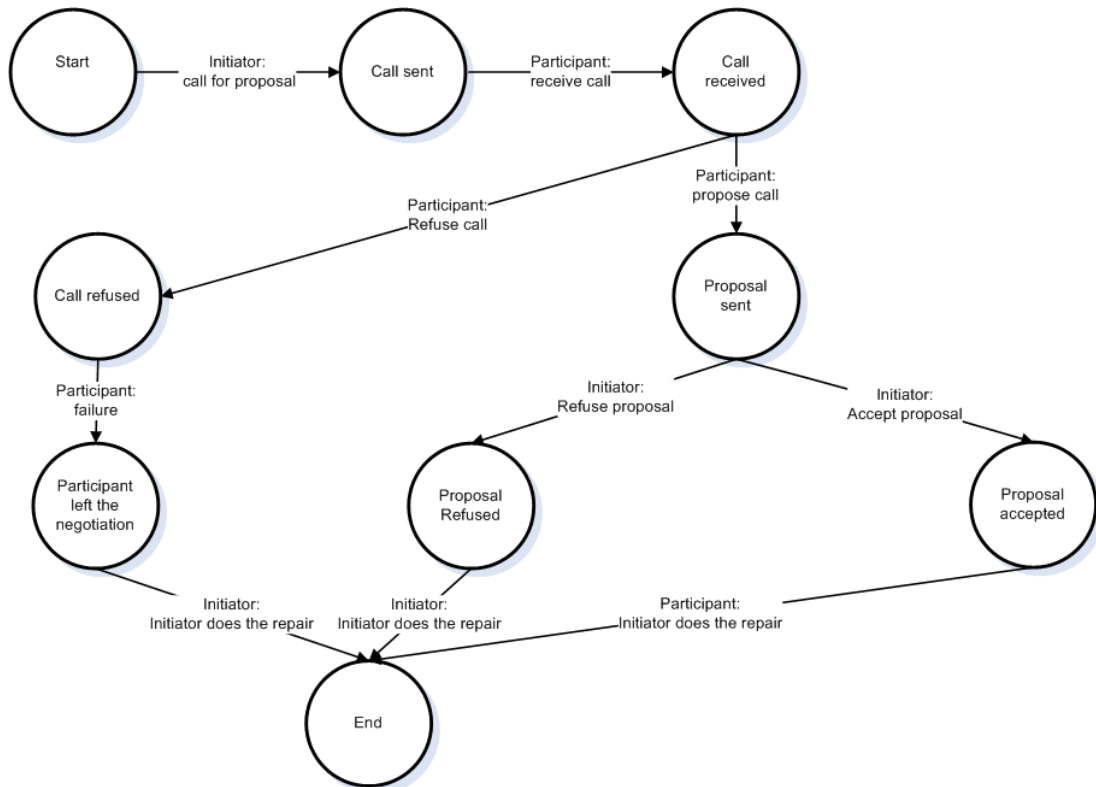 Start
Initiator:
call for proposal
Call sent
Participant:
receive call
Call
received
Participant:
propose call
Participant:
Refuse call
Call refused
Proposal
sent
Participant:
failure
Initiator:
Refuse proposal
Initiator:
Accept proposal
Participant
left the
negotiation
Proposal
Refused
Proposal
accepted
Initiator:
Initiator does the repair
Initiator:
Initiator does the repair
Participant:
Initiator does the repair
End